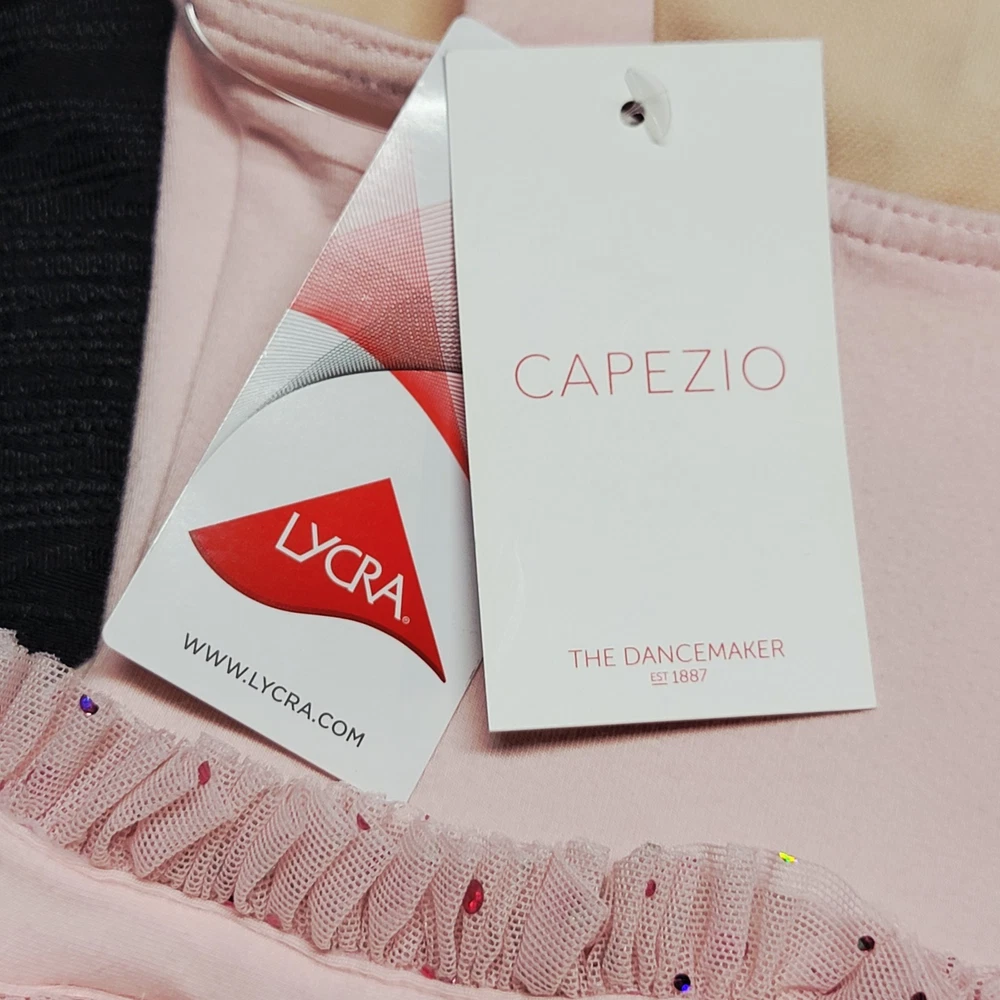 CAPEZIO
THE DANCEMAKER
EST 1887
LYCRA®
WWW.LYCRA.COM